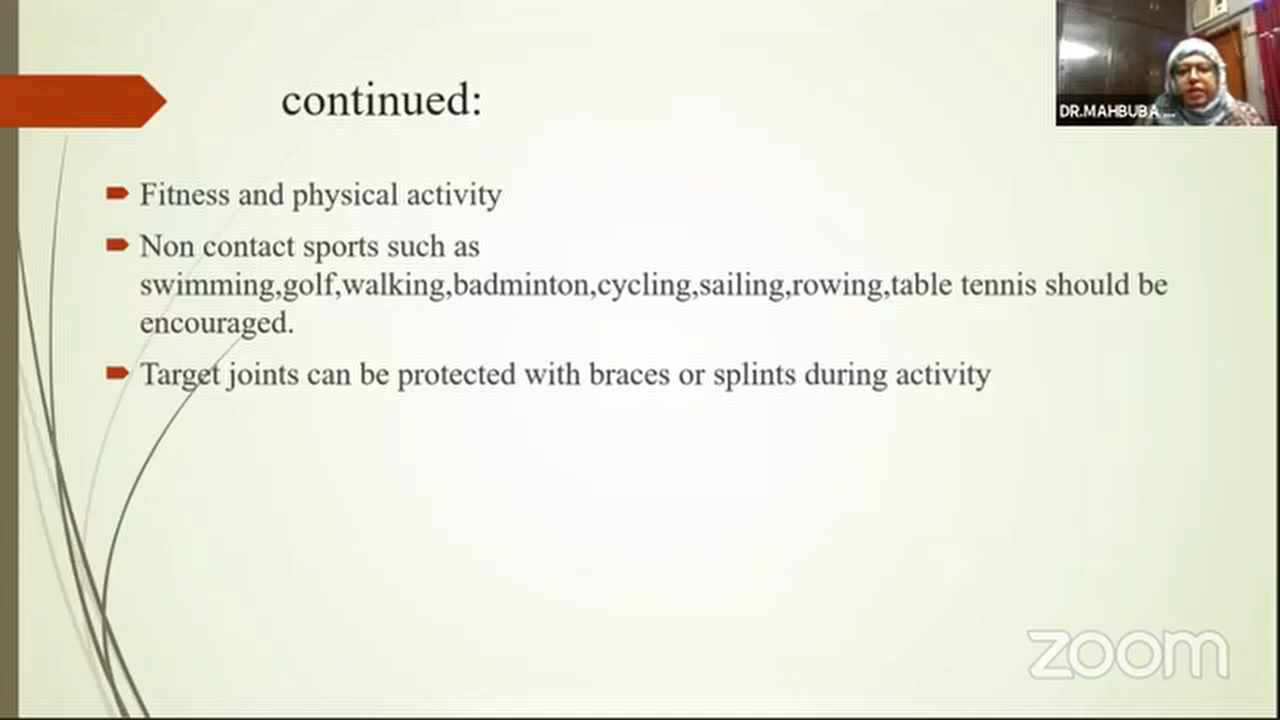 continued:
DR.MAHBUBA ...
Fitness and physical activity
Non contact sports such as
swimming,golf,walking,badminton,cycling,sailing,rowing,table tennis should be
encouraged.
Target joints can be protected with braces or splints during activity
zoom